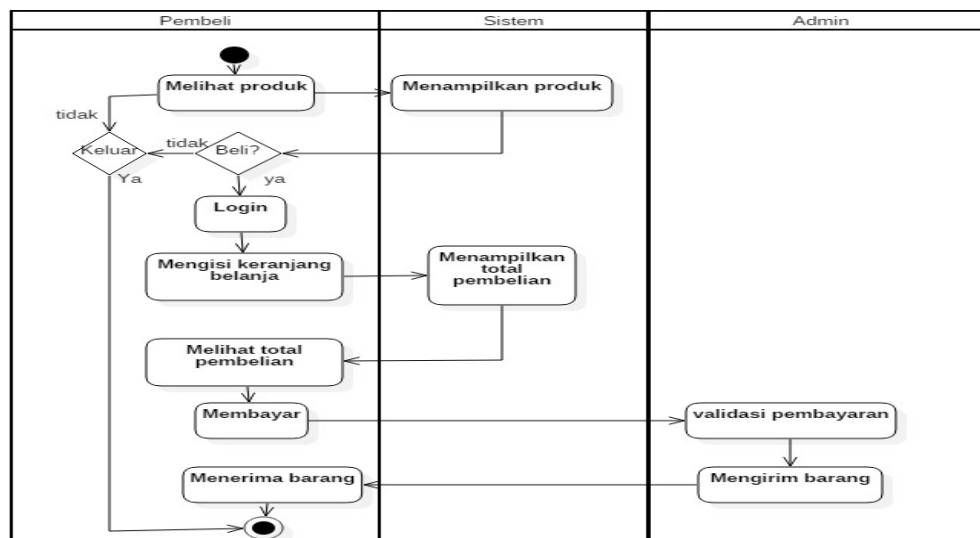 Pembeli
Sistem
Admin
Melihat produk
Menampilkan produk
tidak
Keluar
tidak
Beli?
Ya
ya
Login
Mengisi keranjang
belanja
Menampilkan
total
pembelian
Melihat total
pembelian
Membayar
validasi pembayaran
Menerima barang
Mengirim barang